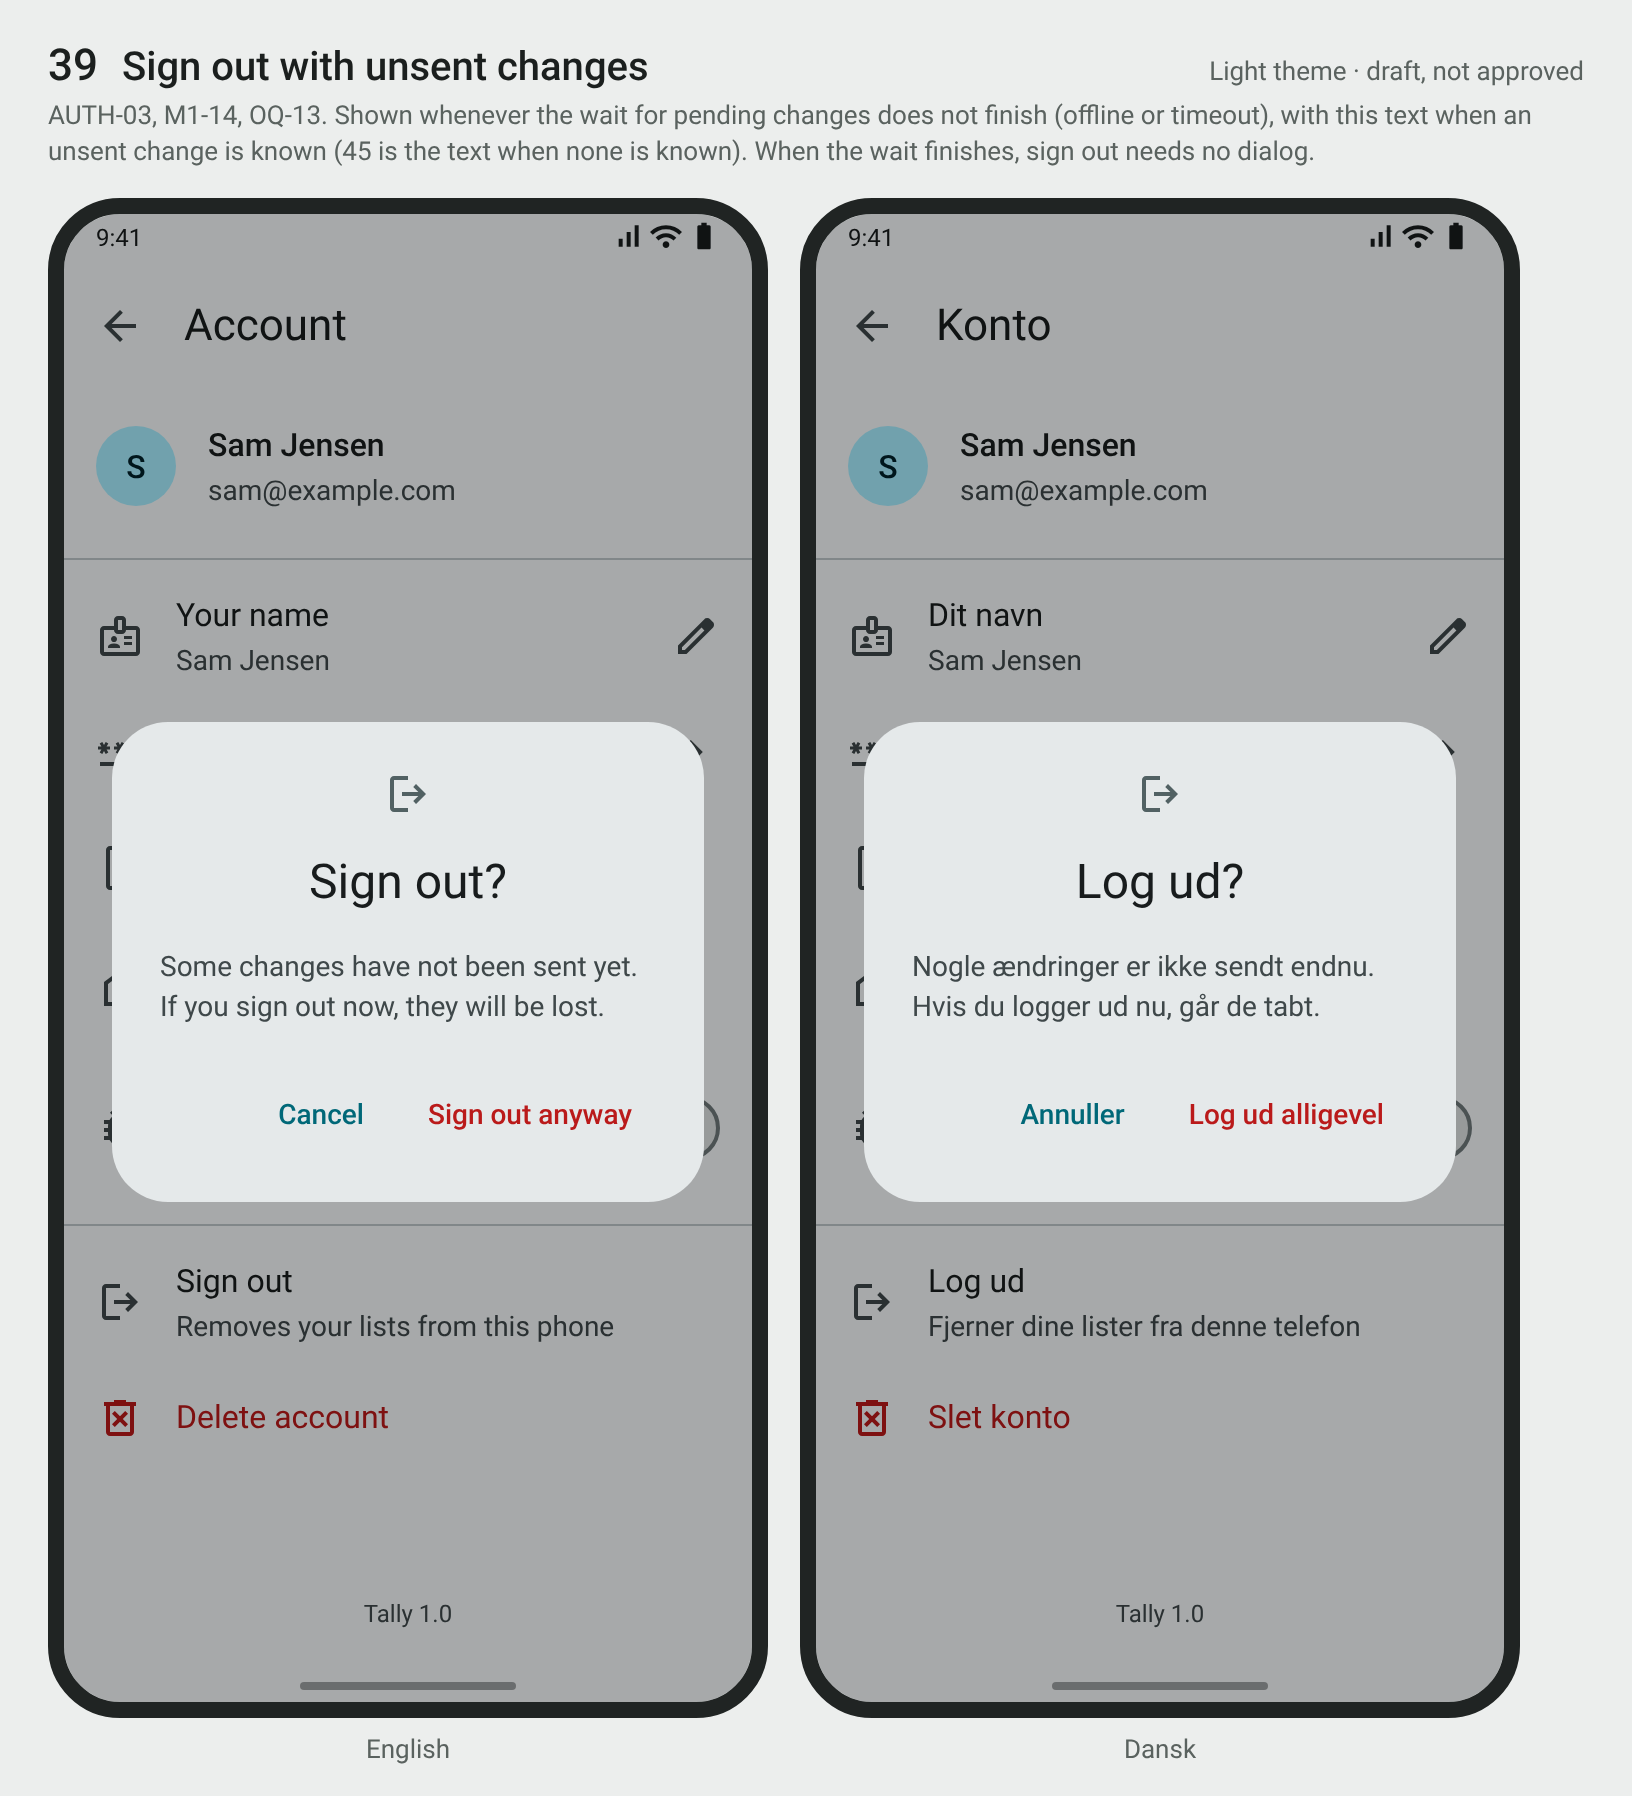 39 Sign out with unsent changes
Light theme · draft, not approved
AUTH-03, M1-14, OQ-13. Shown whenever the wait for pending changes does not finish (offline or timeout), with this text when an
unsent change is known (45 is the text when none is known). When the wait finishes, sign out needs no dialog.
9:41
Account
S
Sam Jensen
sam@example.com
Your name
Sam Jensen
Sign out?
Some changes have not been sent yet.
If you sign out now, they will be lost.
Cancel
Sign out anyway
Sign out
Removes your lists from this phone
Delete account
Tally 1.0
English
9:41
Konto
S
Sam Jensen
sam@example.com
Dit navn
Sam Jensen
Log ud?
Nogle ændringer er ikke sendt endnu.
Hvis du logger ud nu, går de tabt.
Annuller
Log ud alligevel
Log ud
Fjerner dine lister fra denne telefon
Slet konto
Tally 1.0
Dansk